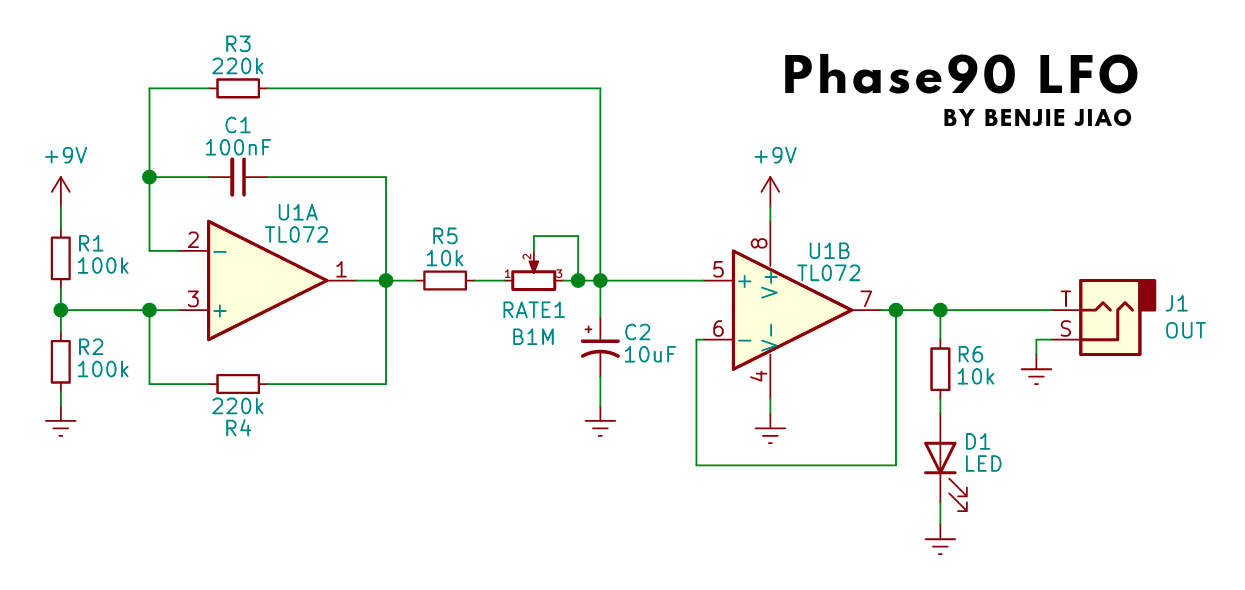 Phase90 LFO
BY BENJIE JIAO
R3
220k
C1
100nF
+9V
R1
100k
R2
100k
2
3
1
U1A
TL072
−
+
220k
R4
R5
10k
1
2
3
RATE1
B1M
+
C2
10uF
+9V
8
U1B
TL072
5
6
7
4
+
−
V+
V−
R6
10k
D1
LED
T
S
J1
OUT